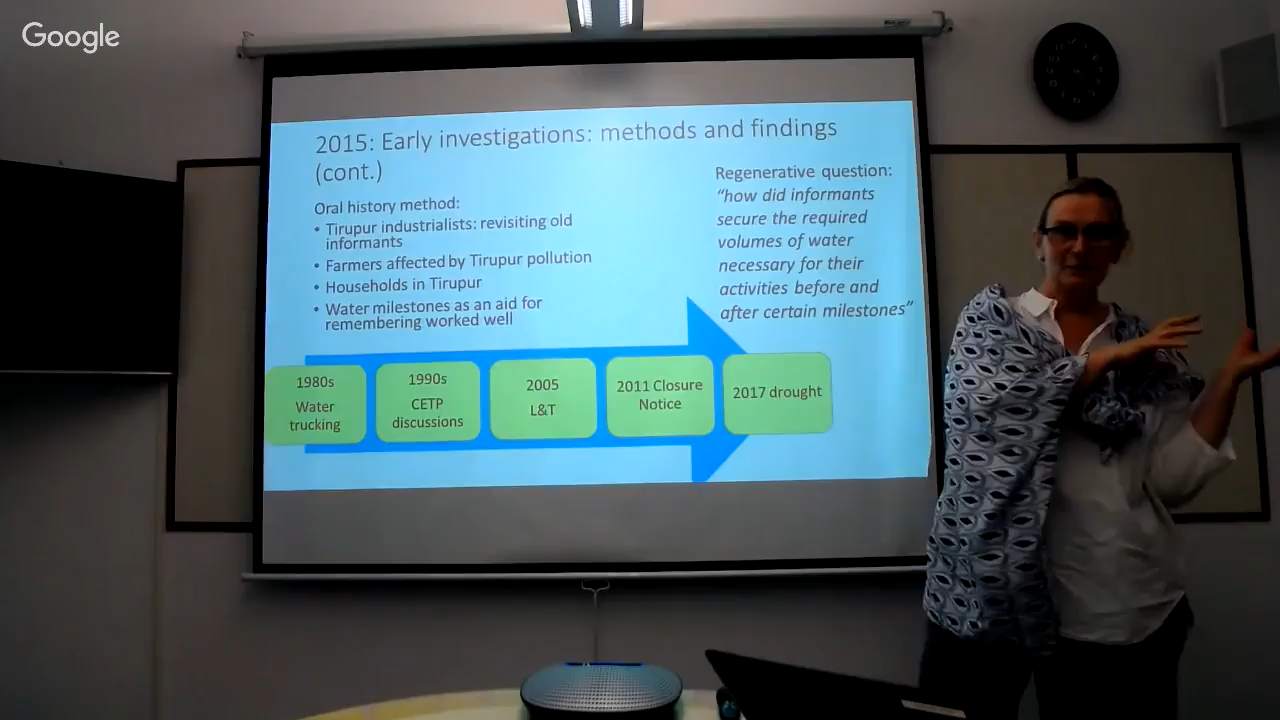 Google
2015: Early investigations: methods and findings
(cont.)
Oral history method:
• Tirupur industrialists: revisiting old
informants
• Farmers affected by Tirupur pollution
• Households in Tirupur
• Water milestones as an aid for
remembering worked well
Regenerative question:
“how did informants
secure the required
volumes of water
necessary for their
activities before and
after certain milestones”
1980s
Water
trucking
1990s
CETP
discussions
2005
L&T
2011 Closure
Notice
2017 drought